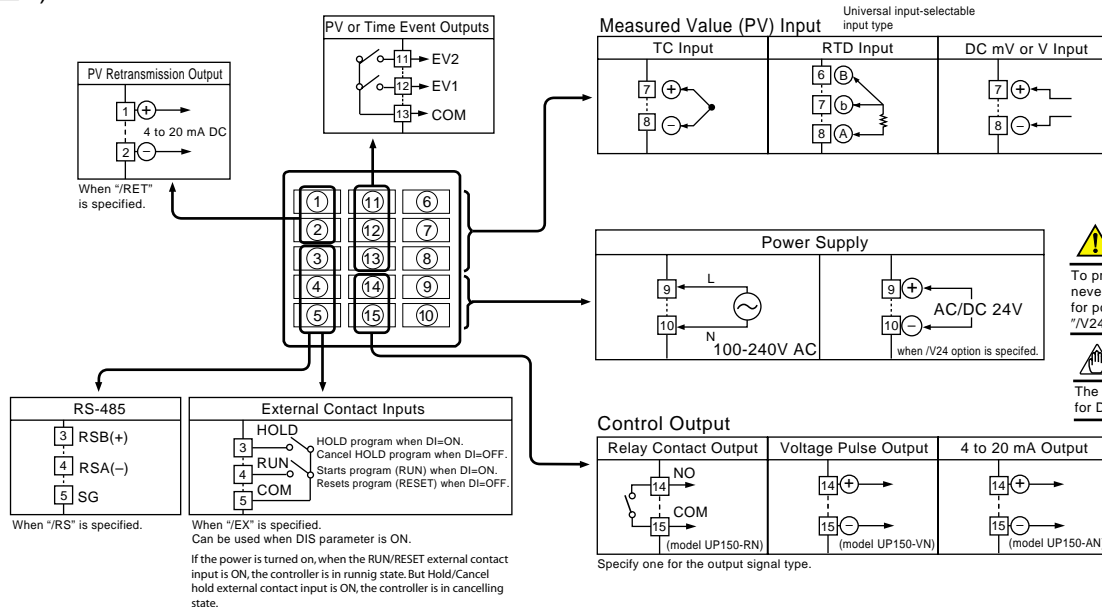 PV or Time Event Outputs
11 EV2
12 EV1
13 COM
PV Retransmission Output
1 +
4 to 20 mA DC
2 −
When "/RET"
is specified.
Measured Value (PV) Input
Universal input-selectable
input type
TC Input
7 +
8 −
RTD Input
6 B
7 b
8 A
DC mV or V Input
7 +
8 −
1 11 6
2 12 7
3 13 8
4 14 9
5 15 10
Power Supply
9 L
10 N
100-240V AC
9 +
AC/DC 24V
10 −
when /V24 option is specifed.
To pr
never
for po
"/V24
The
for D
RS-485
3 RSB(+)
4 RSA(−)
5 SG
When "/RS" is specified.
External Contact Inputs
HOLD
3
HOLD program when DI=ON.
Cancel HOLD program when DI=OFF.
RUN
4
Starts program (RUN) when DI=ON.
Resets program (RESET) when DI=OFF.
COM
5
When "/EX" is specified.
Can be used when DIS parameter is ON.
If the power is turned on, when the RUN/RESET external contact
input is ON, the controller is in runnig state. But Hold/Cancel
hold external contact input is ON, the controller is in cancelling
state.
Control Output
Relay Contact Output
14 NO
15 COM
(model UP150-RN)
Voltage Pulse Output
14 +
15 −
(model UP150-VN)
4 to 20 mA Output
14 +
15 −
(model UP150-AN)
Specify one for the output signal type.